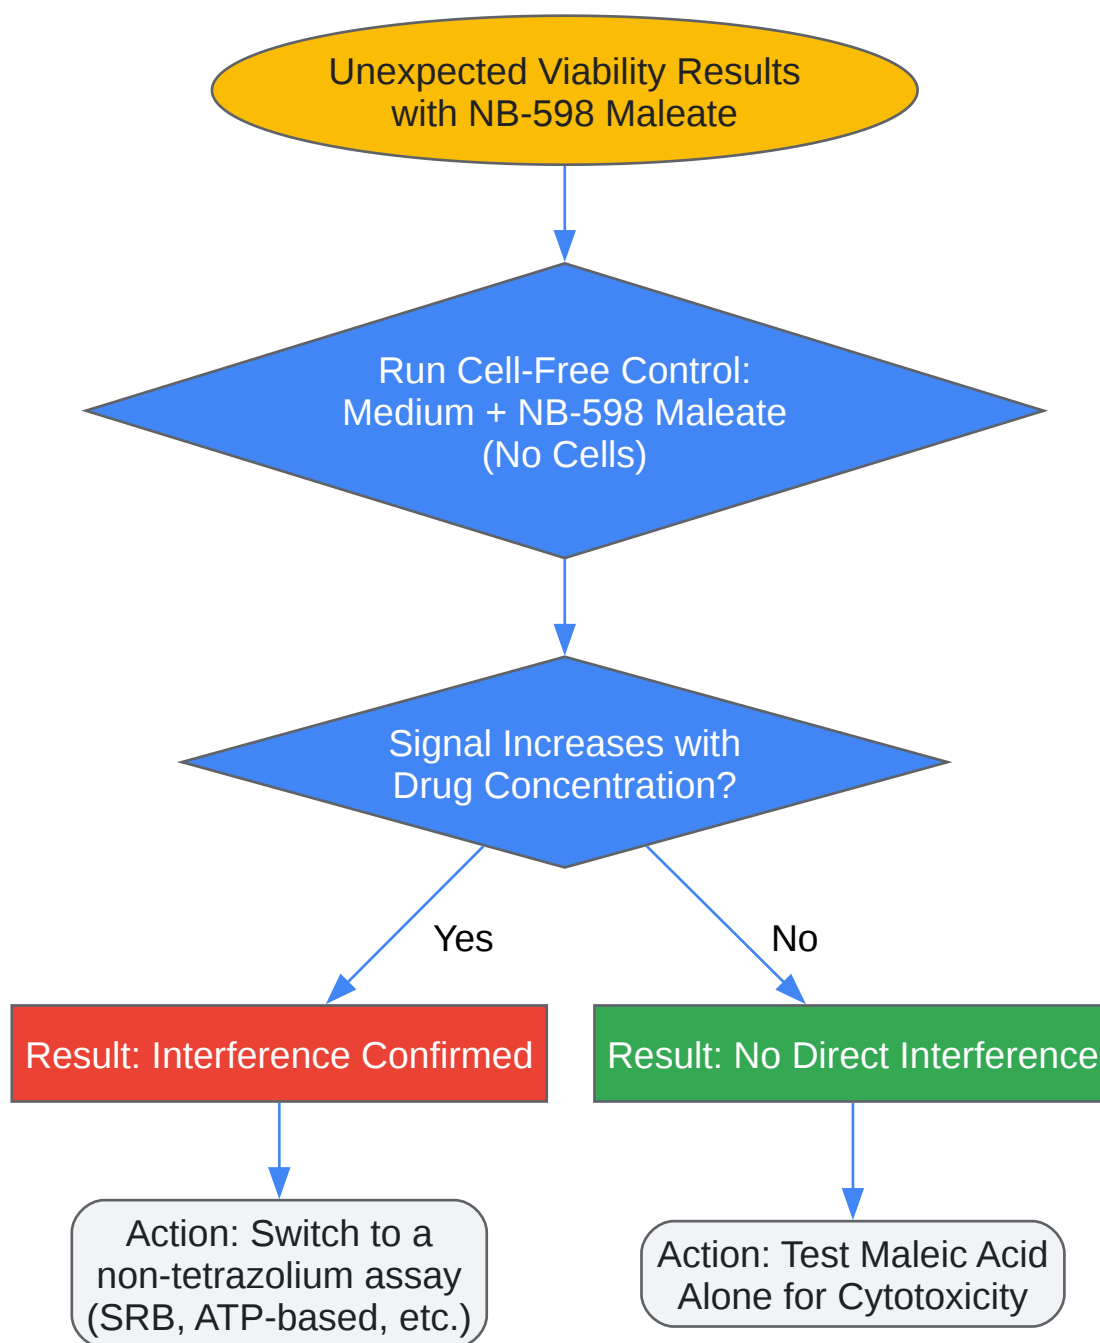 Unexpected Viability Results
with NB-598 Maleate
Run Cell-Free Control:
Medium + NB-598 Maleate
(No Cells)
Signal Increases with
Drug Concentration?
Yes
No
Result: Interference Confirmed
Result: No Direct Interference
Action: Switch to a
non-tetrazolium assay
(SRB, ATP-based, etc.)
Action: Test Maleic Acid
Alone for Cytotoxicity